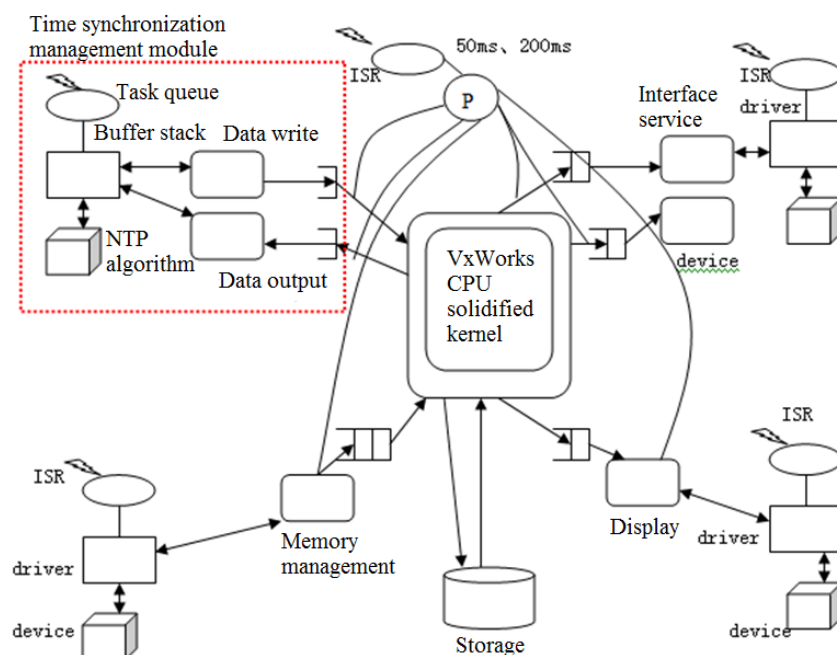 Time synchronization
management module
50ms、200ms
ISR
P
Task queue
Buffer stack
Data write
NTP
algorithm
Data output
Interface
service
ISR
driver
device
VxWorks
CPU
solidified
kernel
ISR
driver
device
Memory
management
Storage
Display
ISR
driver
device